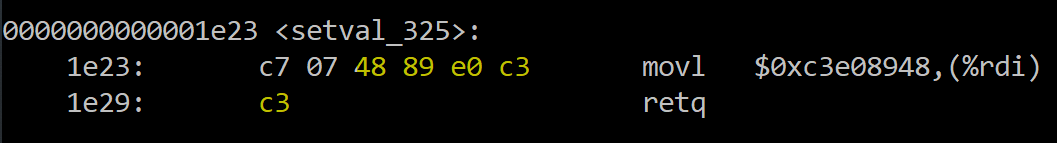 0000000000001e23 <setval_325>:
1e23: c7 07 48 89 e0 c3 movl $0xc3e08948,(%rdi)
1e29: c3 retq